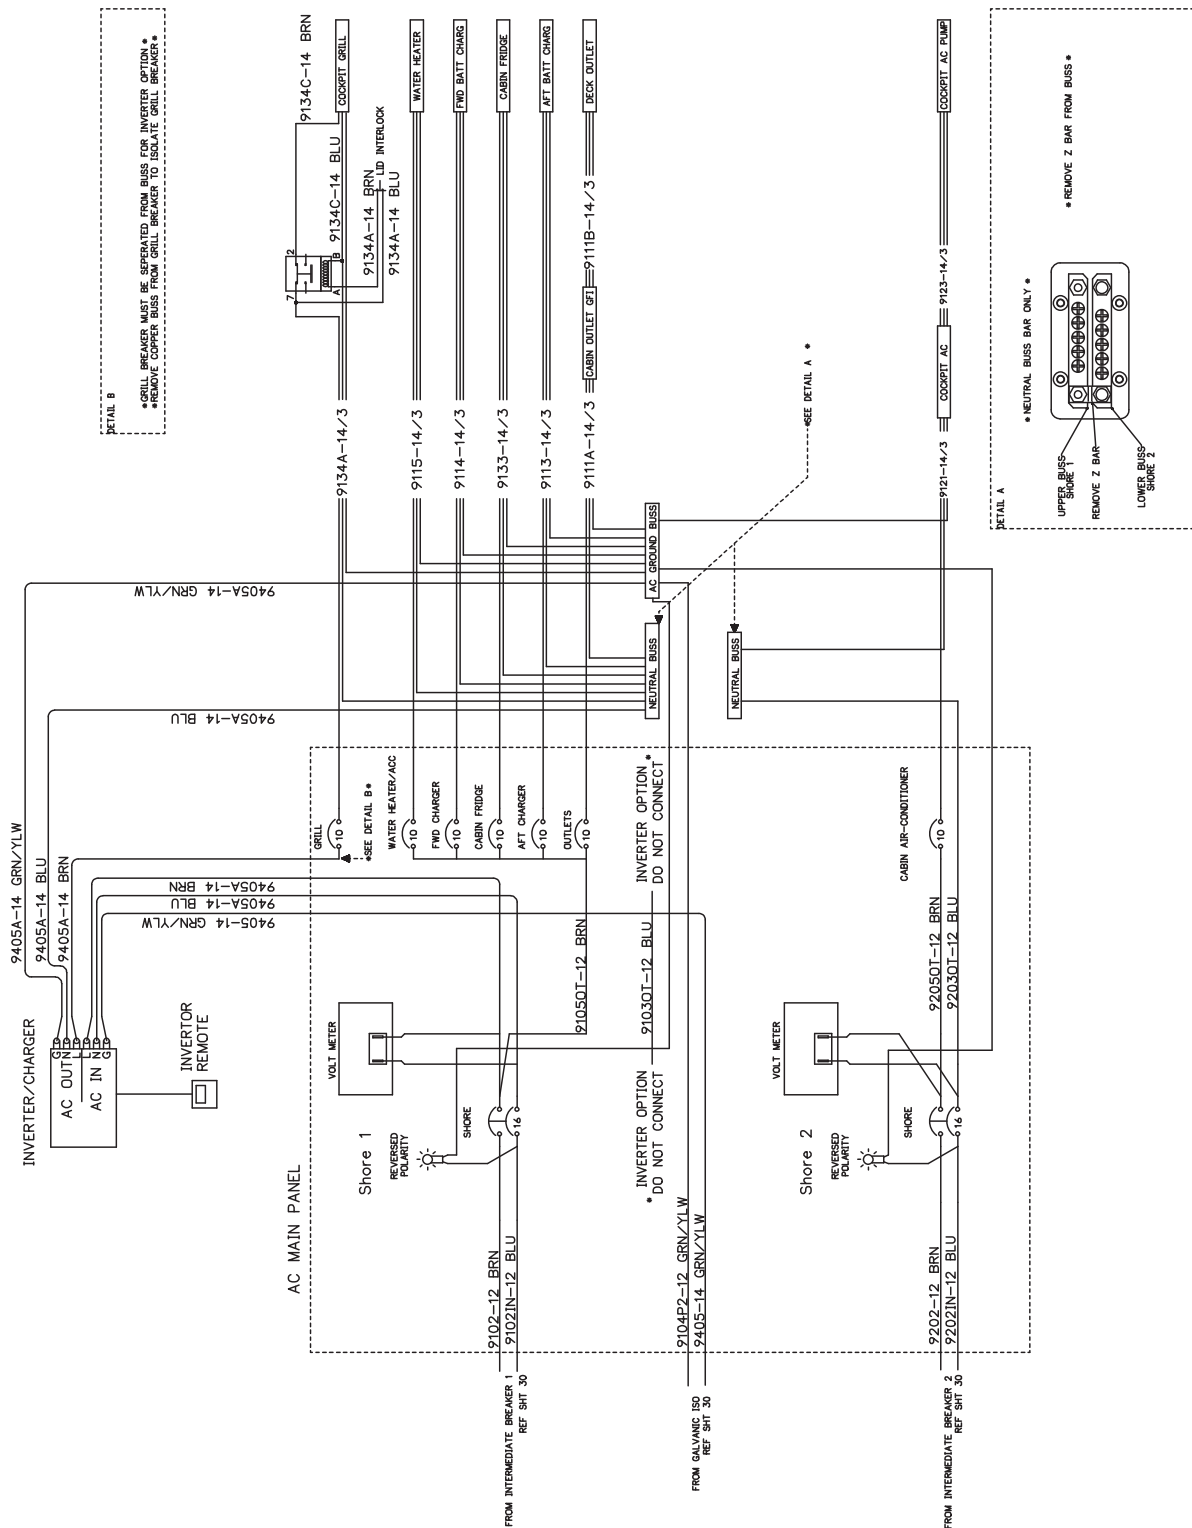 DETAIL B
*GRILL BREAKER MUST BE SEPERATED FROM BUSS FOR INVERTER OPTION *
*REMOVE COPPER BUSS FROM GRILL BREAKER TO ISOLATE GRILL BREAKER*
9134C-14 BRN
COCKPIT GRILL
9134C-14 BLU
2
7
B
A
LID INTERLOCK
9134A-14 BRN
9134A-14 BLU
9134A-14/3
WATER HEATER
9115-14/3
FWD BATT CHARG
9114-14/3
CABIN FRIDGE
9133-14/3
AFT BATT CHARG
9113-14/3
DECK OUTLET
9111B-14/3
CABIN OUTLET GFI
9111A-14/3
COCKPIT AC PUMP
9123-14/3
COCKPIT AC
9121-14/3
*SEE DETAIL A *
DETAIL A
* NEUTRAL BUSS BAR ONLY *
* REMOVE Z BAR FROM BUSS *
UPPER BUSS
SHORE 1
REMOVE Z BAR
LOWER BUSS
SHORE 2
AC GROUND BUSS
NEUTRAL BUSS
NEUTRAL BUSS
9405A-14 GRN/YLW
9405A-14 BLU
9405A-14 GRN/YLW
9405A-14 BLU
9405A-14 BRN
9405A-14 BRN
9405A-14 BLU
9405-14 GRN/YLW
INVERTER/CHARGER
G
N
L
AC OUT
L
N
G
AC IN
INVERTOR
REMOTE
AC MAIN PANEL
GRILL
10
*SEE DETAIL B*
WATER HEATER/ACC
10
FWD CHARGER
10
CABIN FRIDGE
10
AFT CHARGER
10
OUTLETS
10
CABIN AIR-CONDITIONER
10
INVERTER OPTION *
DO NOT CONNECT
9105OT-12 BRN
9103OT-12 BLU
INVERTER OPTION
* DO NOT CONNECT
VOLT METER
Shore 1
REVERSED
POLARITY
SHORE
16
9102-12 BRN
9102IN-12 BLU
9104P2-12 GRN/YLW
9405-14 GRN/YLW
9205OT-12 BRN
9203OT-12 BLU
VOLT METER
Shore 2
REVERSED
POLARITY
SHORE
16
9202-12 BRN
9202IN-12 BLU
FROM INTERMEDIATE BREAKER 1
REF SHT 30
FROM GALVANIC ISO
REF SHT 30
FROM INTERMEDIATE BREAKER 2
REF SHT 30